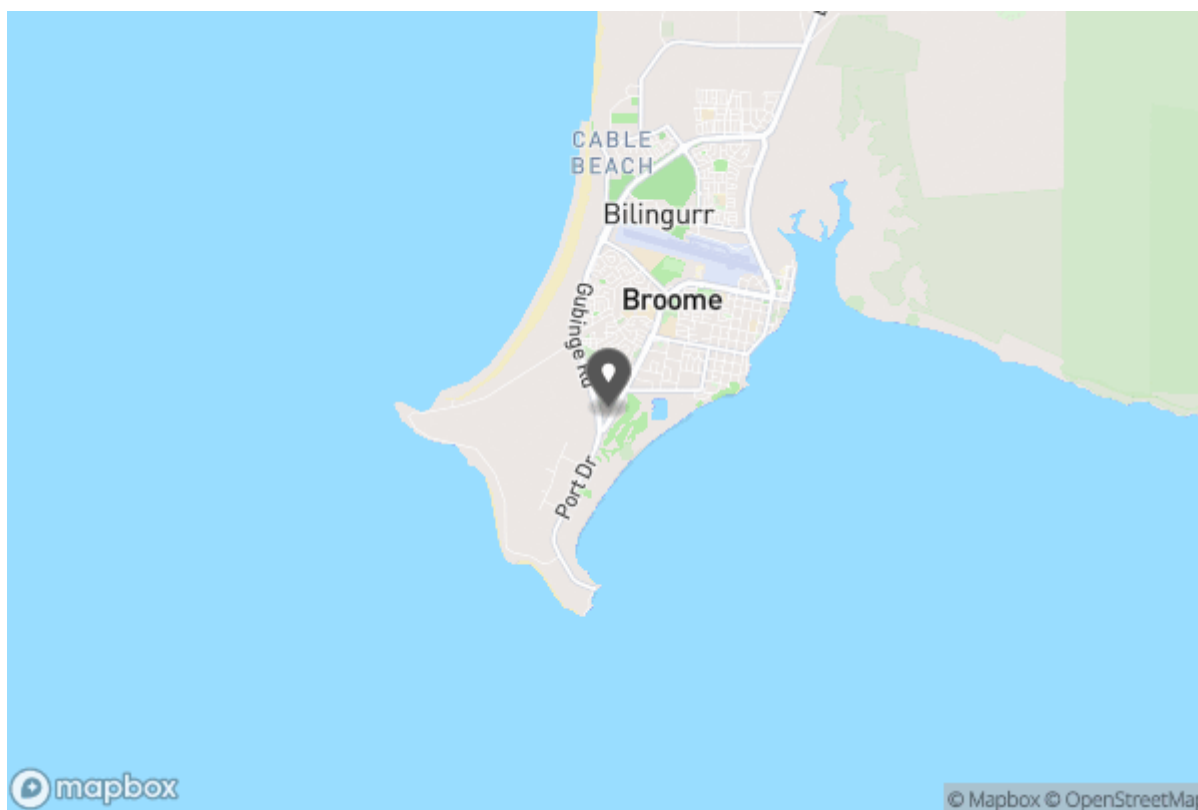 CABLE
BEACH
Bilingurr
Broome
Gubinge Rd
Port Dr
mapbox
© Mapbox © OpenStreetMap